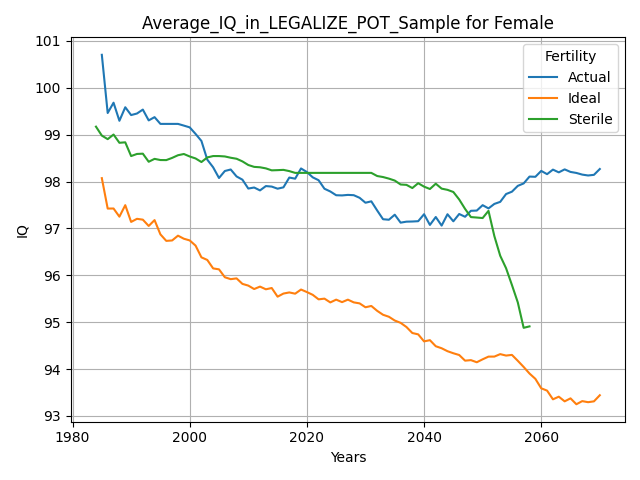 Average_IQ_in_LEGALIZE_POT_Sample for Female
101
100
99
98
97
96
95
94
93
IQ
1980
2000
2020
2040
2060
Years
Fertility
Actual
Ideal
Sterile